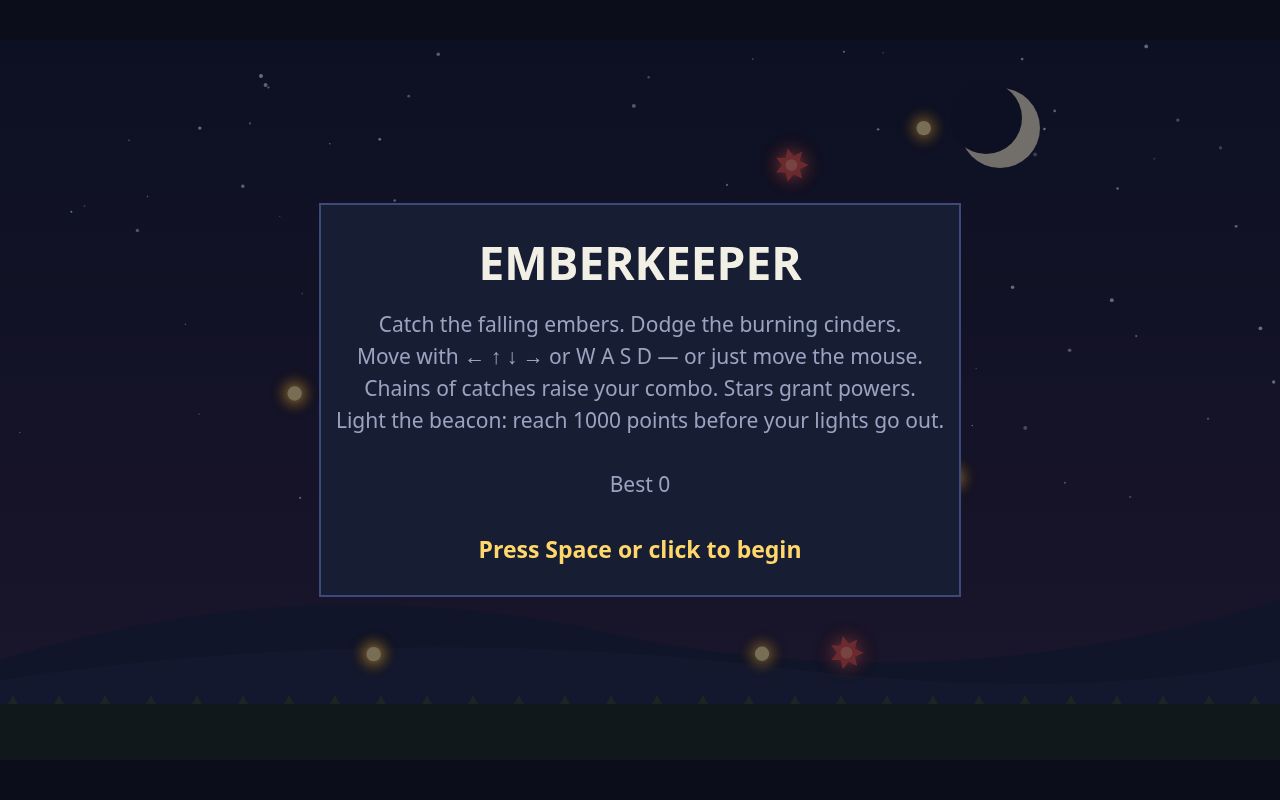 EMBERKEEPER
Catch the falling embers. Dodge the burning cinders.
Move with ← ↑ ↓ → or W A S D — or just move the mouse.
Chains of catches raise your combo. Stars grant powers.
Light the beacon: reach 1000 points before your lights go out.
Best 0
Press Space or click to begin